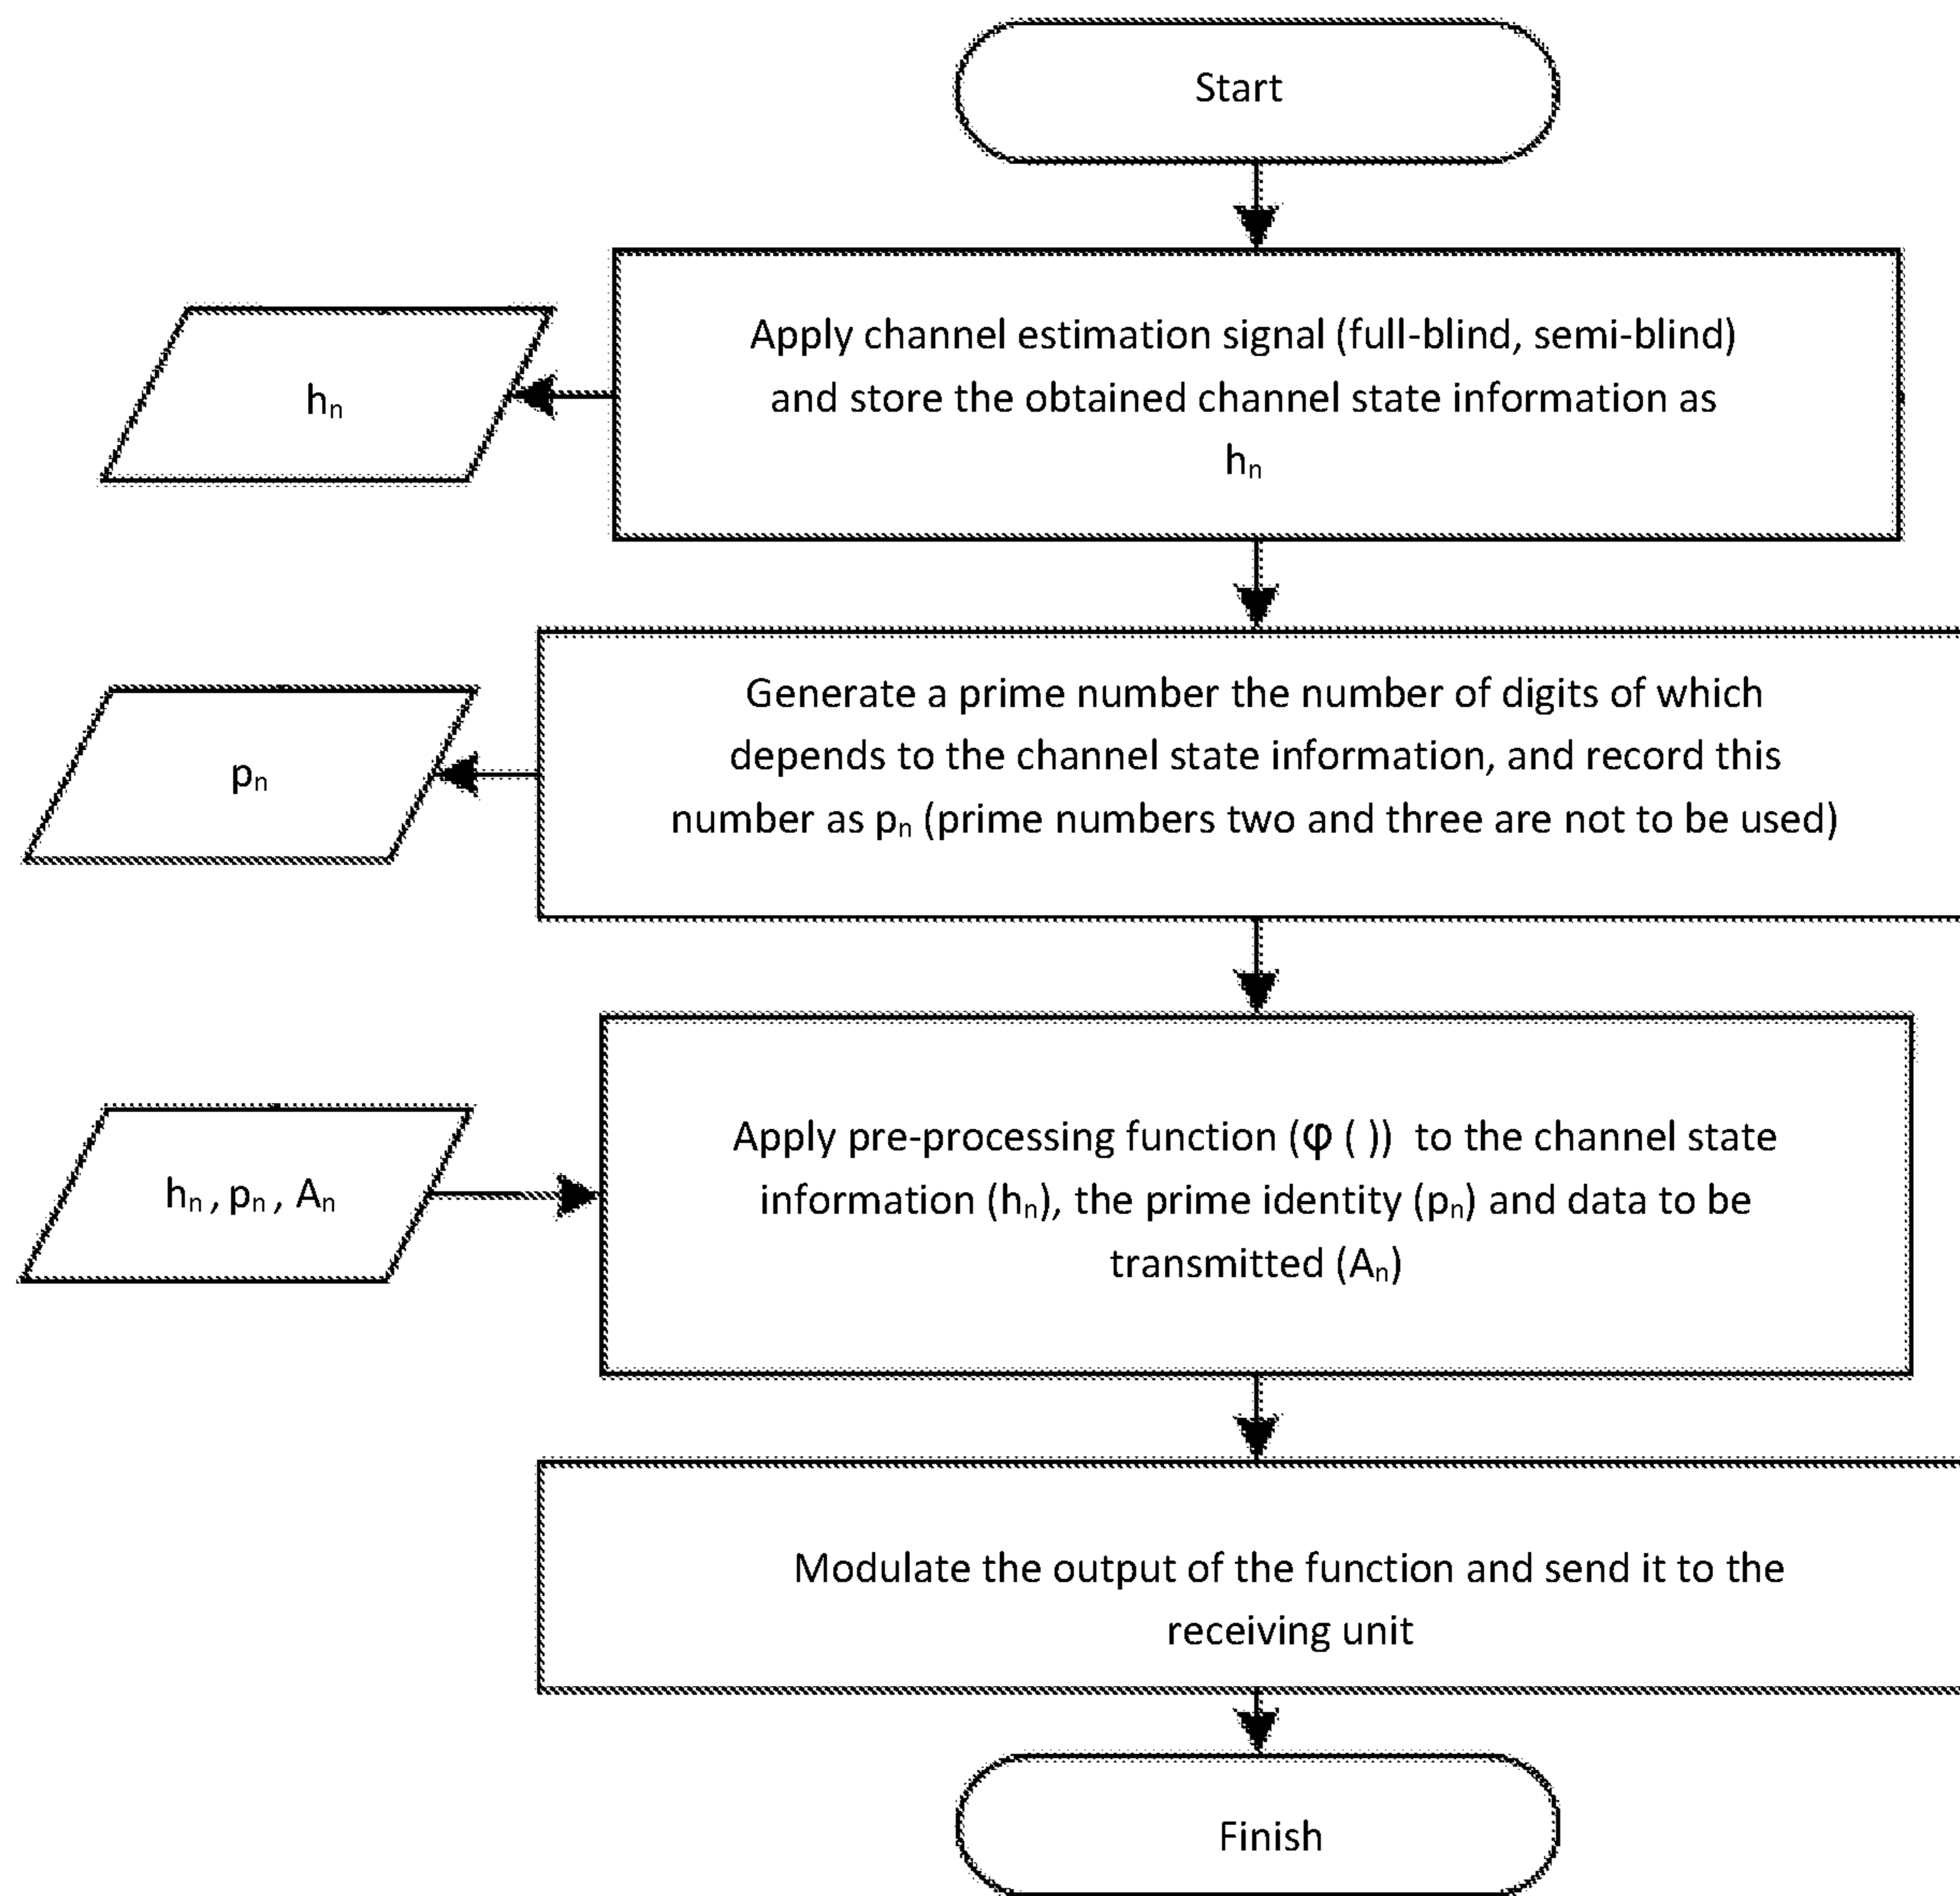 Start
Apply channel estimation signal (full-blind, semi-blind)
and store the obtained channel state information as
hₙ
hₙ
Generate a prime number the number of digits of which
depends to the channel state information, and record this
number as pₙ (prime numbers two and three are not to be used)
pₙ
Apply pre-processing function (φ ( )) to the channel state
information (hₙ), the prime identity (pₙ) and data to be
transmitted (Aₙ)
hₙ , pₙ , Aₙ
Modulate the output of the function and send it to the
receiving unit
Finish